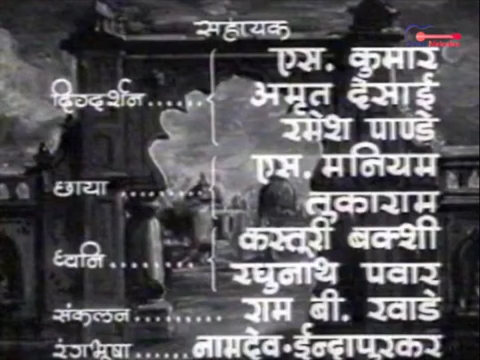 सहायक
एस. कुमार
दिग्दर्शन...... अमृत देसाई
रमेश पाण्डे
एस. मनियम
छाया .........
तुकाराम
कस्तूरी बक्शी
ध्वनि ........
रघुनाथ पवार
संकलन ......... राम बी. खाडे
रंगभूषा ......नामदेव·ईन्दापुरकर